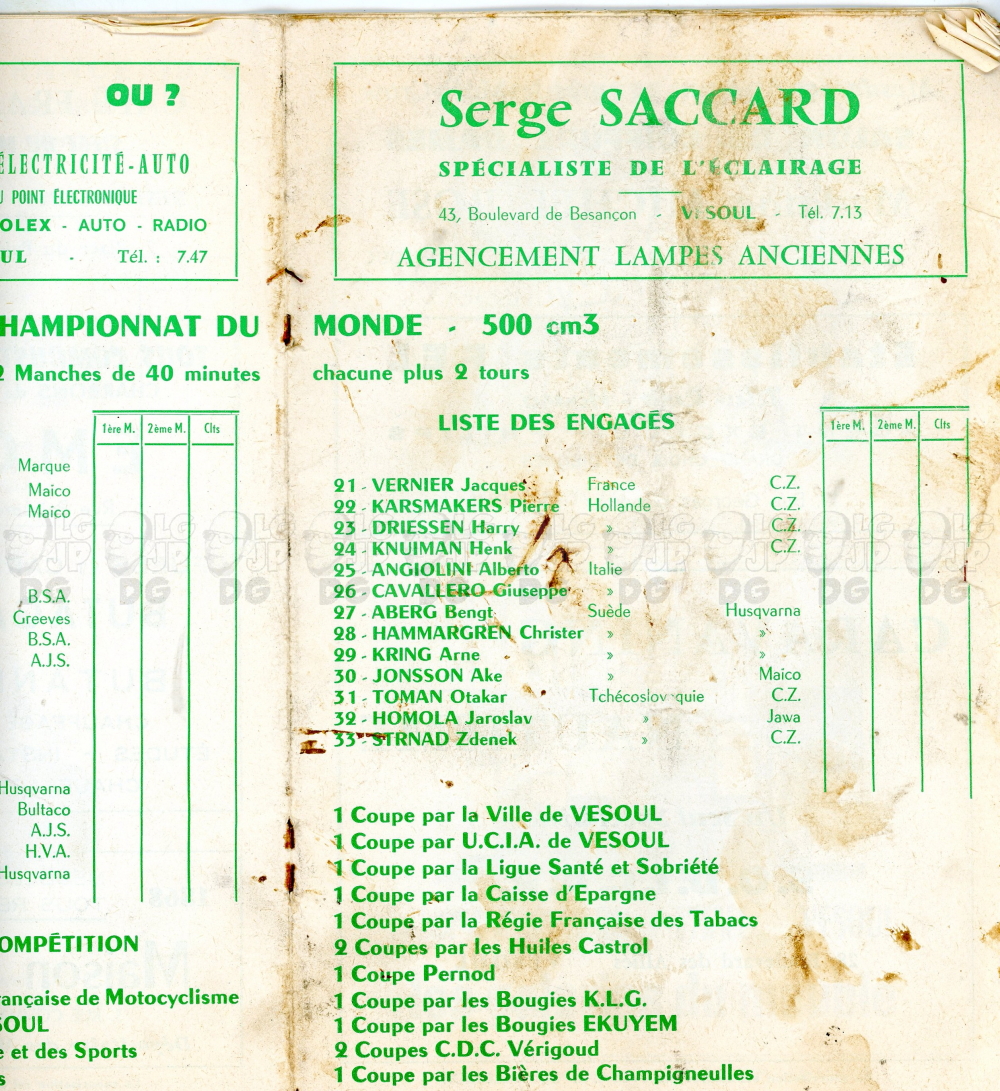 OU ?
ÉLECTRICITÉ-AUTO
POINT ÉLECTRONIQUE
OLEX - AUTO - RADIO
UL - Tél. : 7.47
Serge SACCARD
SPÉCIALISTE DE L'ÉCLAIRAGE
43, Boulevard de Besançon - VESOUL - Tél. 7.13
AGENCEMENT LAMPES ANCIENNES
HAMPIONNAT DU MONDE - 500 cm3
2 Manches de 40 minutes chacune plus 2 tours
1ère M. 2ème M. Clts
Marque
Maico
Maico
B.S.A.
Greeves
B.S.A.
A.J.S.
Husqvarna
Bultaco
A.J.S.
H.V.A.
Husqvarna
OMPÉTITION
rançaise de Motocyclisme
SOUL
e et des Sports
s
LISTE DES ENGAGÉS
1ère M. 2ème M. Clts
21 - VERNIER Jacques France C.Z.
22 - KARSMAKERS Pierre Hollande C.Z.
23 - DRIESSEN Harry » C.Z.
24 - KNUIMAN Henk » C.Z.
25 - ANGIOLINI Alberto Italie
26 - CAVALLERO Giuseppe »
27 - ABERG Bengt Suède Husqvarna
28 - HAMMARGREN Christer » »
29 - KRING Arne » »
30 - JONSSON Ake » Maico
31 - TOMAN Otakar Tchécoslovaquie C.Z.
32 - HOMOLA Jaroslav » Jawa
33 - STRNAD Zdenek » C.Z.
1 Coupe par la Ville de VESOUL
1 Coupe par U.C.I.A. de VESOUL
1 Coupe par la Ligue Santé et Sobriété
1 Coupe par la Caisse d'Epargne
1 Coupe par la Régie Française des Tabacs
2 Coupes par les Huiles Castrol
1 Coupe Pernod
1 Coupe par les Bougies K.L.G.
1 Coupe par les Bougies EKUYEM
2 Coupes C.D.C. Vérigoud
1 Coupe par les Bières de Champigneulles
LG JP DG